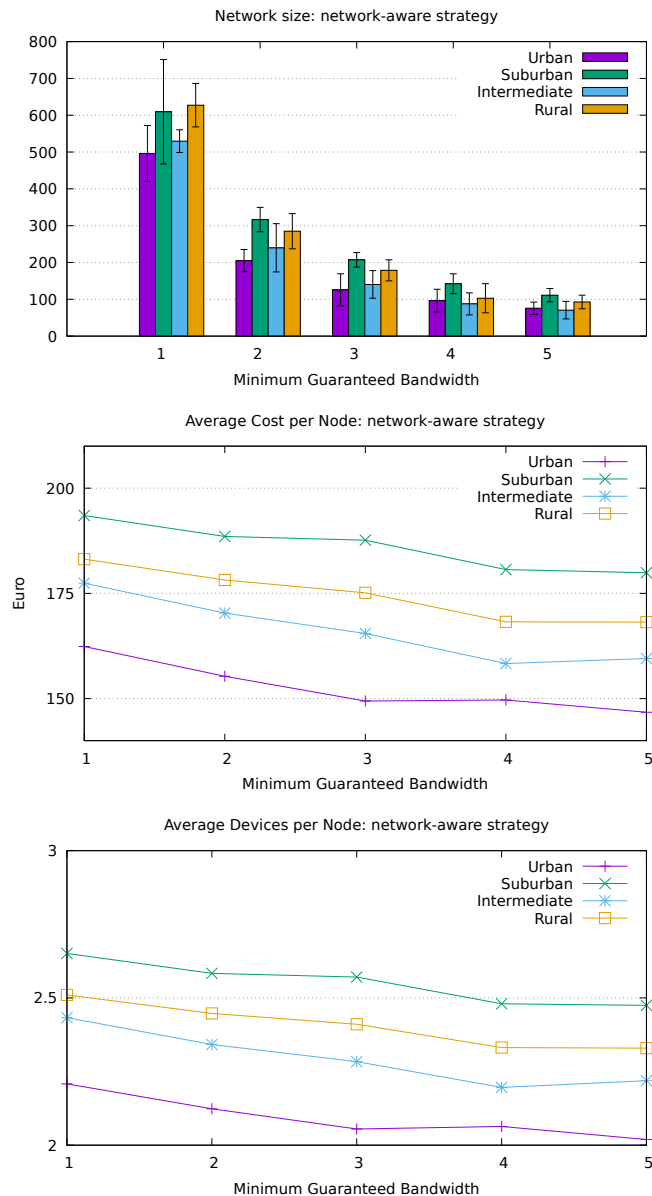 Network size: network-aware strategy
800
700
600
500
400
300
200
100
0
Urban
Suburban
Intermediate
Rural
1 2 3 4 5
Minimum Guaranteed Bandwidth
Average Cost per Node: network-aware strategy
200
175
150
Euro
Urban
Suburban
Intermediate
Rural
1 2 3 4 5
Minimum Guaranteed Bandwidth
Average Devices per Node: network-aware strategy
3
2.5
2
Urban
Suburban
Intermediate
Rural
1 2 3 4 5
Minimum Guaranteed Bandwidth